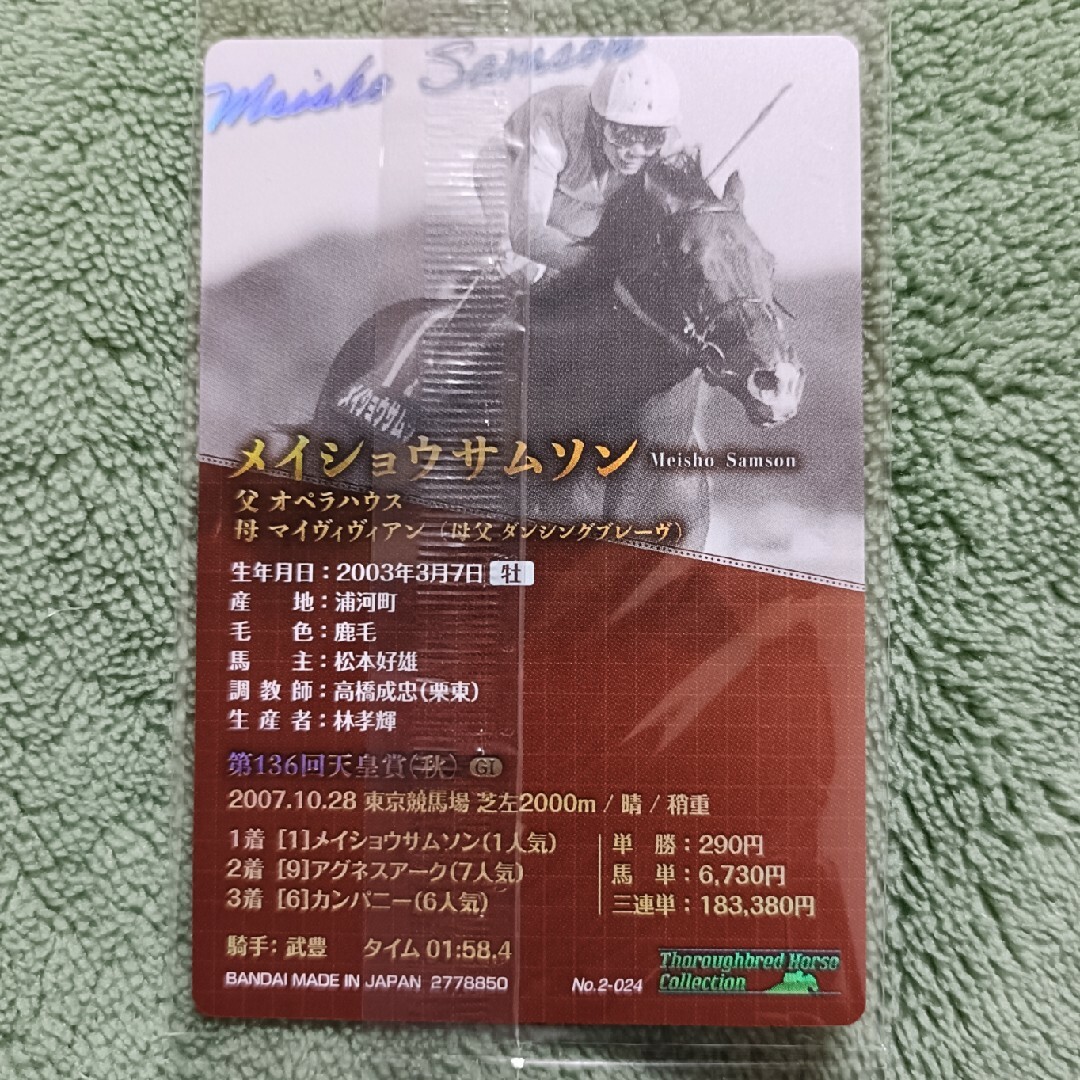 Meisho Samson
メイショウサムソン
メイショウサムソン Meisho Samson
父 オペラハウス
母 マイヴィヴィアン (母父 ダンシングブレーヴ)
生年月日:2003年3月7日 牡
産 地:浦河町
毛 色:鹿毛
馬 主:松本好雄
調教師:高橋成忠(栗東)
生産者:林孝輝
第136回天皇賞(秋) GI
2007.10.28 東京競馬場 芝左2000m / 晴 / 稍重
1着 [1]メイショウサムソン(1人気) 単 勝:290円
2着 [9]アグネスアーク(7人気) 馬 単:6,730円
3着 [6]カンパニー(6人気) 三連単:183,380円
騎手:武豊 タイム 01:58.4
BANDAI MADE IN JAPAN 2778850 No.2-024
Thoroughbred Horse
Collection